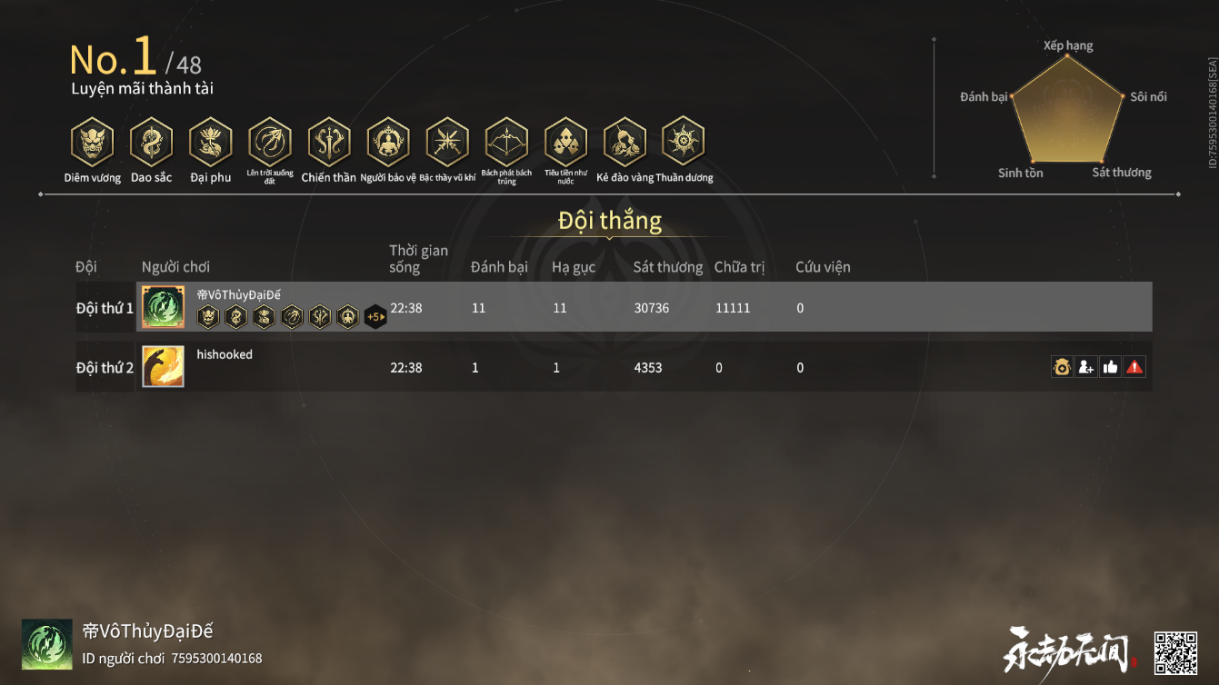 No.1 /48
Luyện mãi thành tài
Diêm vương Dao sắc Đại phu Lên trời xuống đất Chiến thần Người bảo vệ Bậc thầy vũ khí Bách phát bách trúng Tiêu tiền như nước Kẻ đào vàng Thuần dương
Xếp hạng
Đánh bại Sôi nổi
Sinh tồn Sát thương
ID:7595300140168[SEA]
Đội thắng
Đội Người chơi Thời gian sống Đánh bại Hạ gục Sát thương Chữa trị Cứu viện
帝VôThủyĐạiĐế
Đội thứ 1 +5 22:38 11 11 30736 11111 0
hishooked
Đội thứ 2 22:38 1 1 4353 0 0
帝VôThủyĐạiĐế
ID người chơi 7595300140168
永劫无间